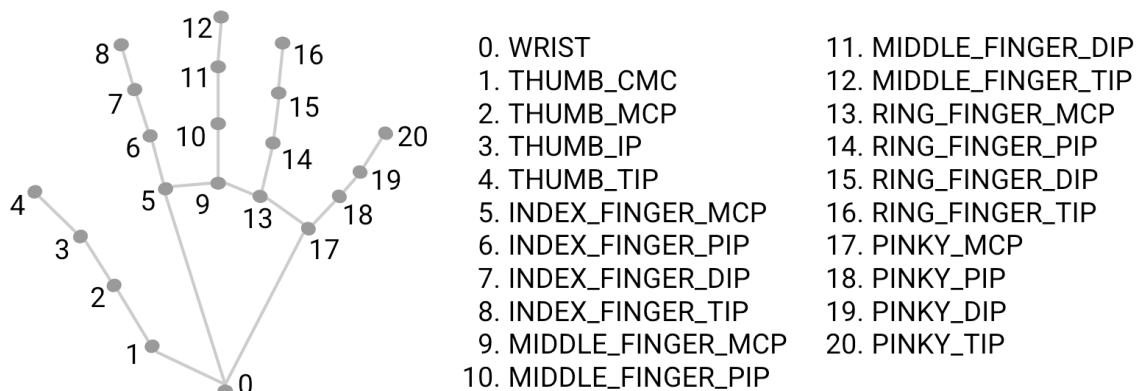 12
8
16
11
7
15
10
20
6
14
19
4
5
9
13
18
3
17
2
1
0
0. WRIST
1. THUMB_CMC
2. THUMB_MCP
3. THUMB_IP
4. THUMB_TIP
5. INDEX_FINGER_MCP
6. INDEX_FINGER_PIP
7. INDEX_FINGER_DIP
8. INDEX_FINGER_TIP
9. MIDDLE_FINGER_MCP
10. MIDDLE_FINGER_PIP
11. MIDDLE_FINGER_DIP
12. MIDDLE_FINGER_TIP
13. RING_FINGER_MCP
14. RING_FINGER_PIP
15. RING_FINGER_DIP
16. RING_FINGER_TIP
17. PINKY_MCP
18. PINKY_PIP
19. PINKY_DIP
20. PINKY_TIP